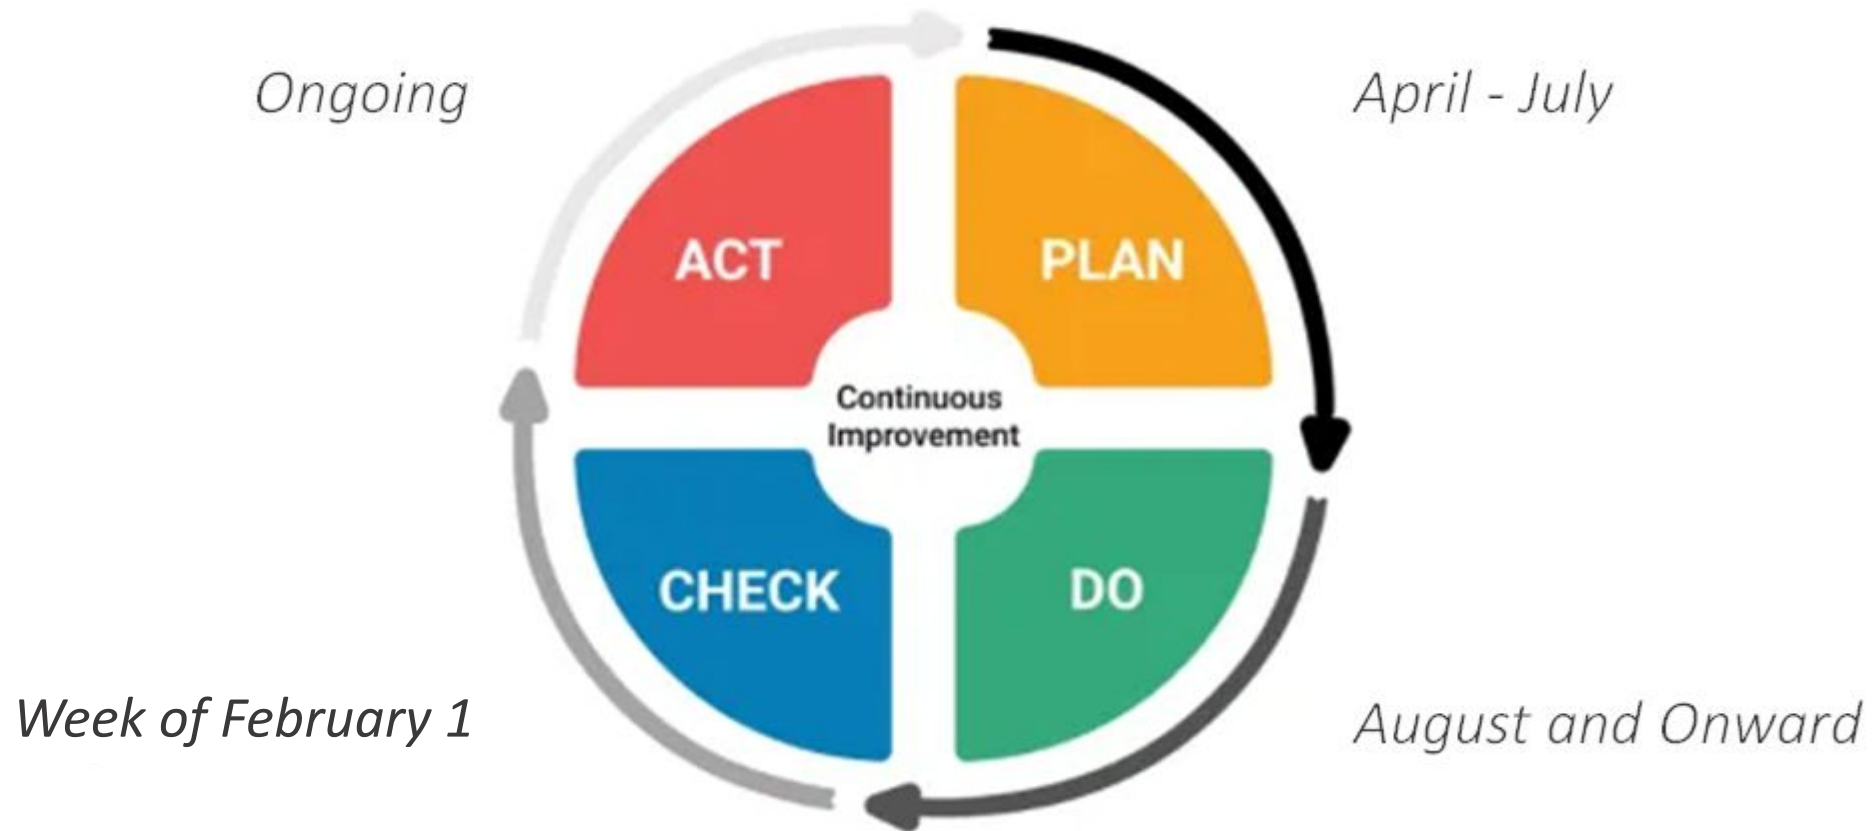 Ongoing
April - July
ACT
PLAN
Continuous
Improvement
CHECK
DO
Week of February 1
August and Onward